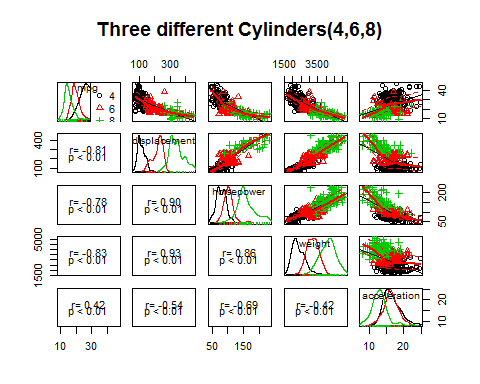 Three different Cylinders(4,6,8)
100 300
1500 3500
mpg
4
6
8
10 40
displacement
100 400
r= -0.81
p < 0.01
horsepower
50 200
r= -0.78
p < 0.01
r= 0.90
p < 0.01
weight
1500 5000
r= -0.83
p < 0.01
r= 0.93
p < 0.01
r= 0.86
p < 0.01
acceleration
10 25
r= 0.42
p < 0.01
r= -0.54
p < 0.01
r= -0.69
p < 0.01
r= -0.42
p < 0.01
10 30
50 150
10 20